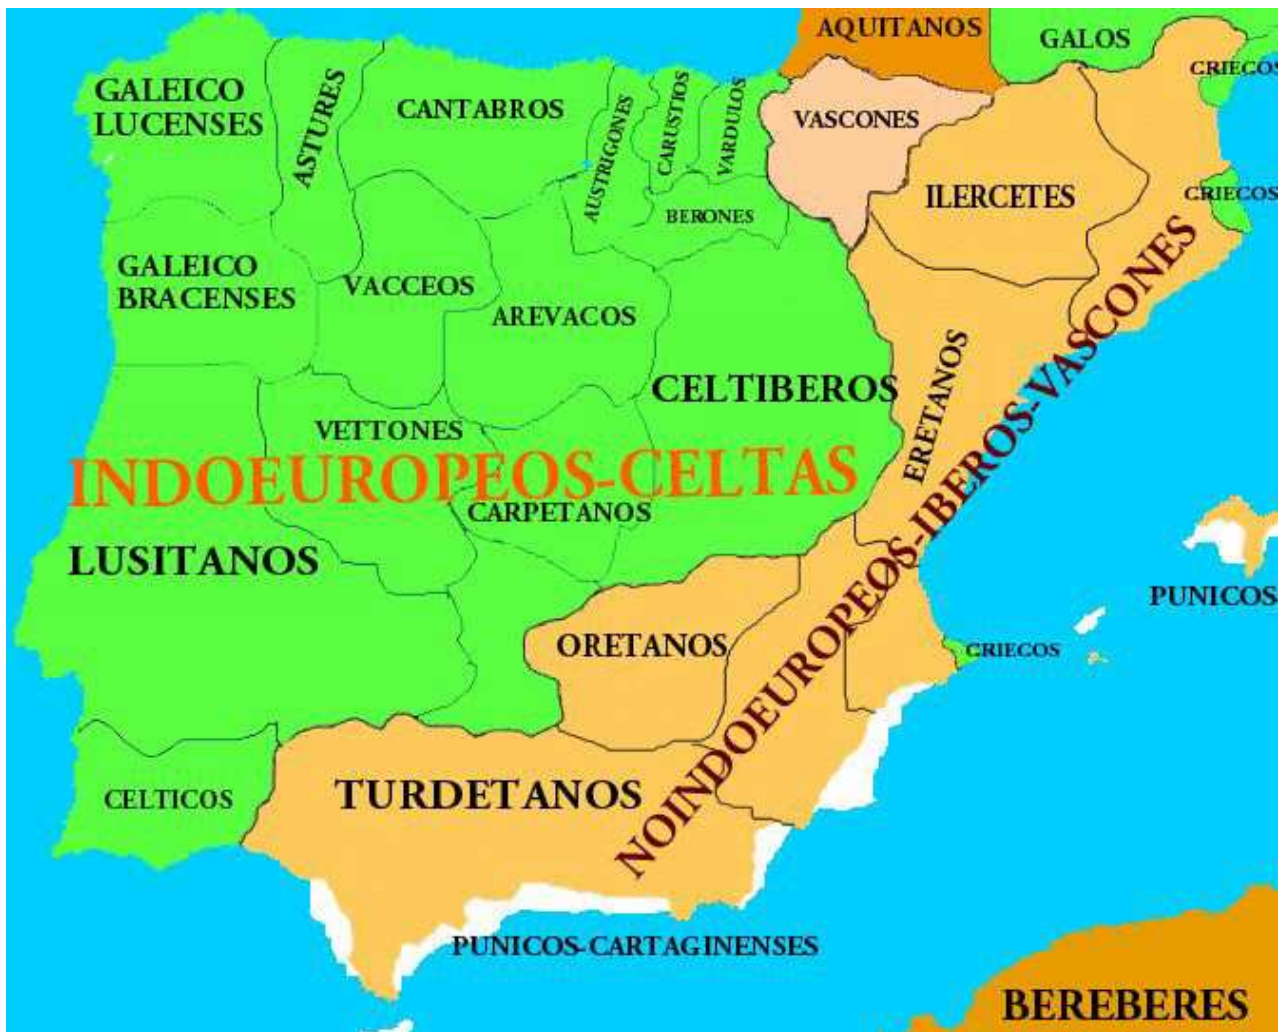 AQUITANOS
GALOS
CRIECOS
GALEICO
LUCENSES
ASTURES
CANTABROS
AUSTRIGONES
CARUSTIOS
VARDULOS
VASCONES
ILERCETES
CRIECOS
BERONES
GALEICO
BRACENSES
VACCEOS
AREVACOS
CELTIBEROS
ERETANOS
VETTONES
INDOEUROPEOS-CELTAS
CARPETANOS
LUSITANOS
NOINDOEUROPEOS-IBEROS-VASCONES
PUNICOS
ORETANOS
CRIECOS
CELTICOS
TURDETANOS
PUNICOS-CARTAGINENSES
BEREBERES